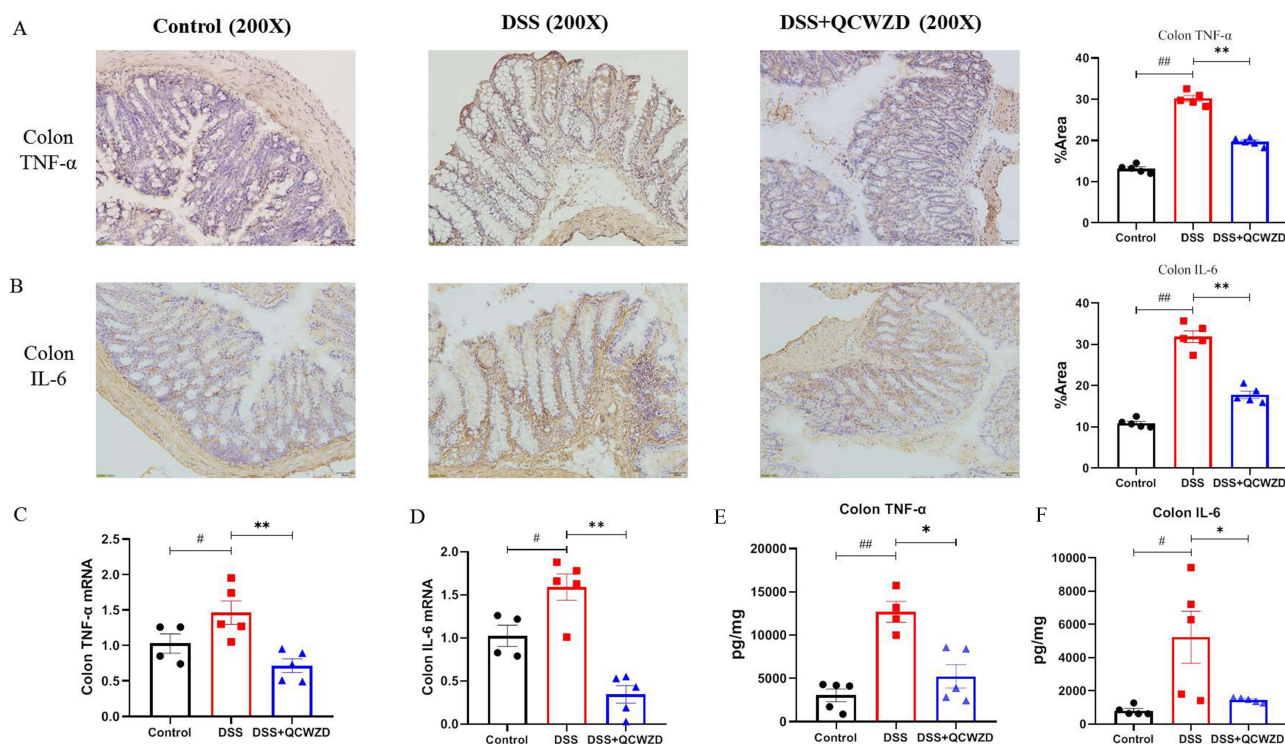 Control (200X) DSS (200X) DSS+QCWZD (200X)
A
Colon
TNF-α
Colon TNF-α
## **
%Area
40
30
20
10
0
Control DSS DSS+QCWZD
B
Colon
IL-6
Colon IL-6
## **
%Area
40
30
20
10
0
Control DSS DSS+QCWZD
C
# **
Colon TNF-α mRNA
2.5
2.0
1.5
1.0
0.5
0.0
Control DSS DSS+QCWZD
D
# **
Colon IL-6 mRNA
2.0
1.5
1.0
0.5
0.0
Control DSS DSS+QCWZD
E
Colon TNF-α
## *
pg/mg
20000
15000
10000
5000
0
Control DSS DSS+QCWZD
F
Colon IL-6
# *
pg/mg
10000
8000
6000
4000
2000
0
Control DSS DSS+QCWZD